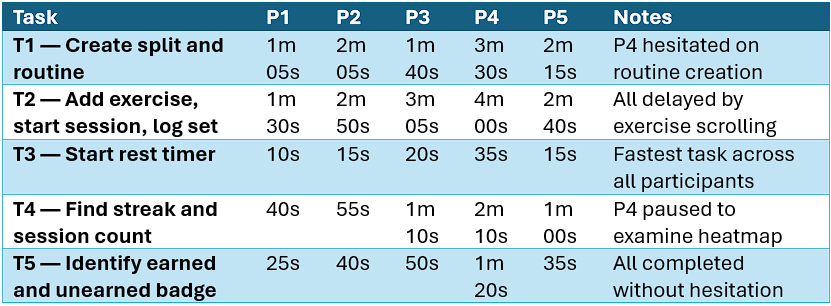 Task P1 P2 P3 P4 P5 Notes
T1 — Create split and 1m 2m 1m 3m 2m P4 hesitated on
routine 05s 05s 40s 30s 15s routine creation
T2 — Add exercise, 1m 2m 3m 4m 2m All delayed by
start session, log set 30s 50s 05s 00s 40s exercise scrolling
T3 — Start rest timer 10s 15s 20s 35s 15s Fastest task across
all participants
T4 — Find streak and 40s 55s 1m 2m 1m P4 paused to
session count 10s 10s 00s examine heatmap
T5 — Identify earned 25s 40s 50s 1m 35s All completed
and unearned badge 20s without hesitation